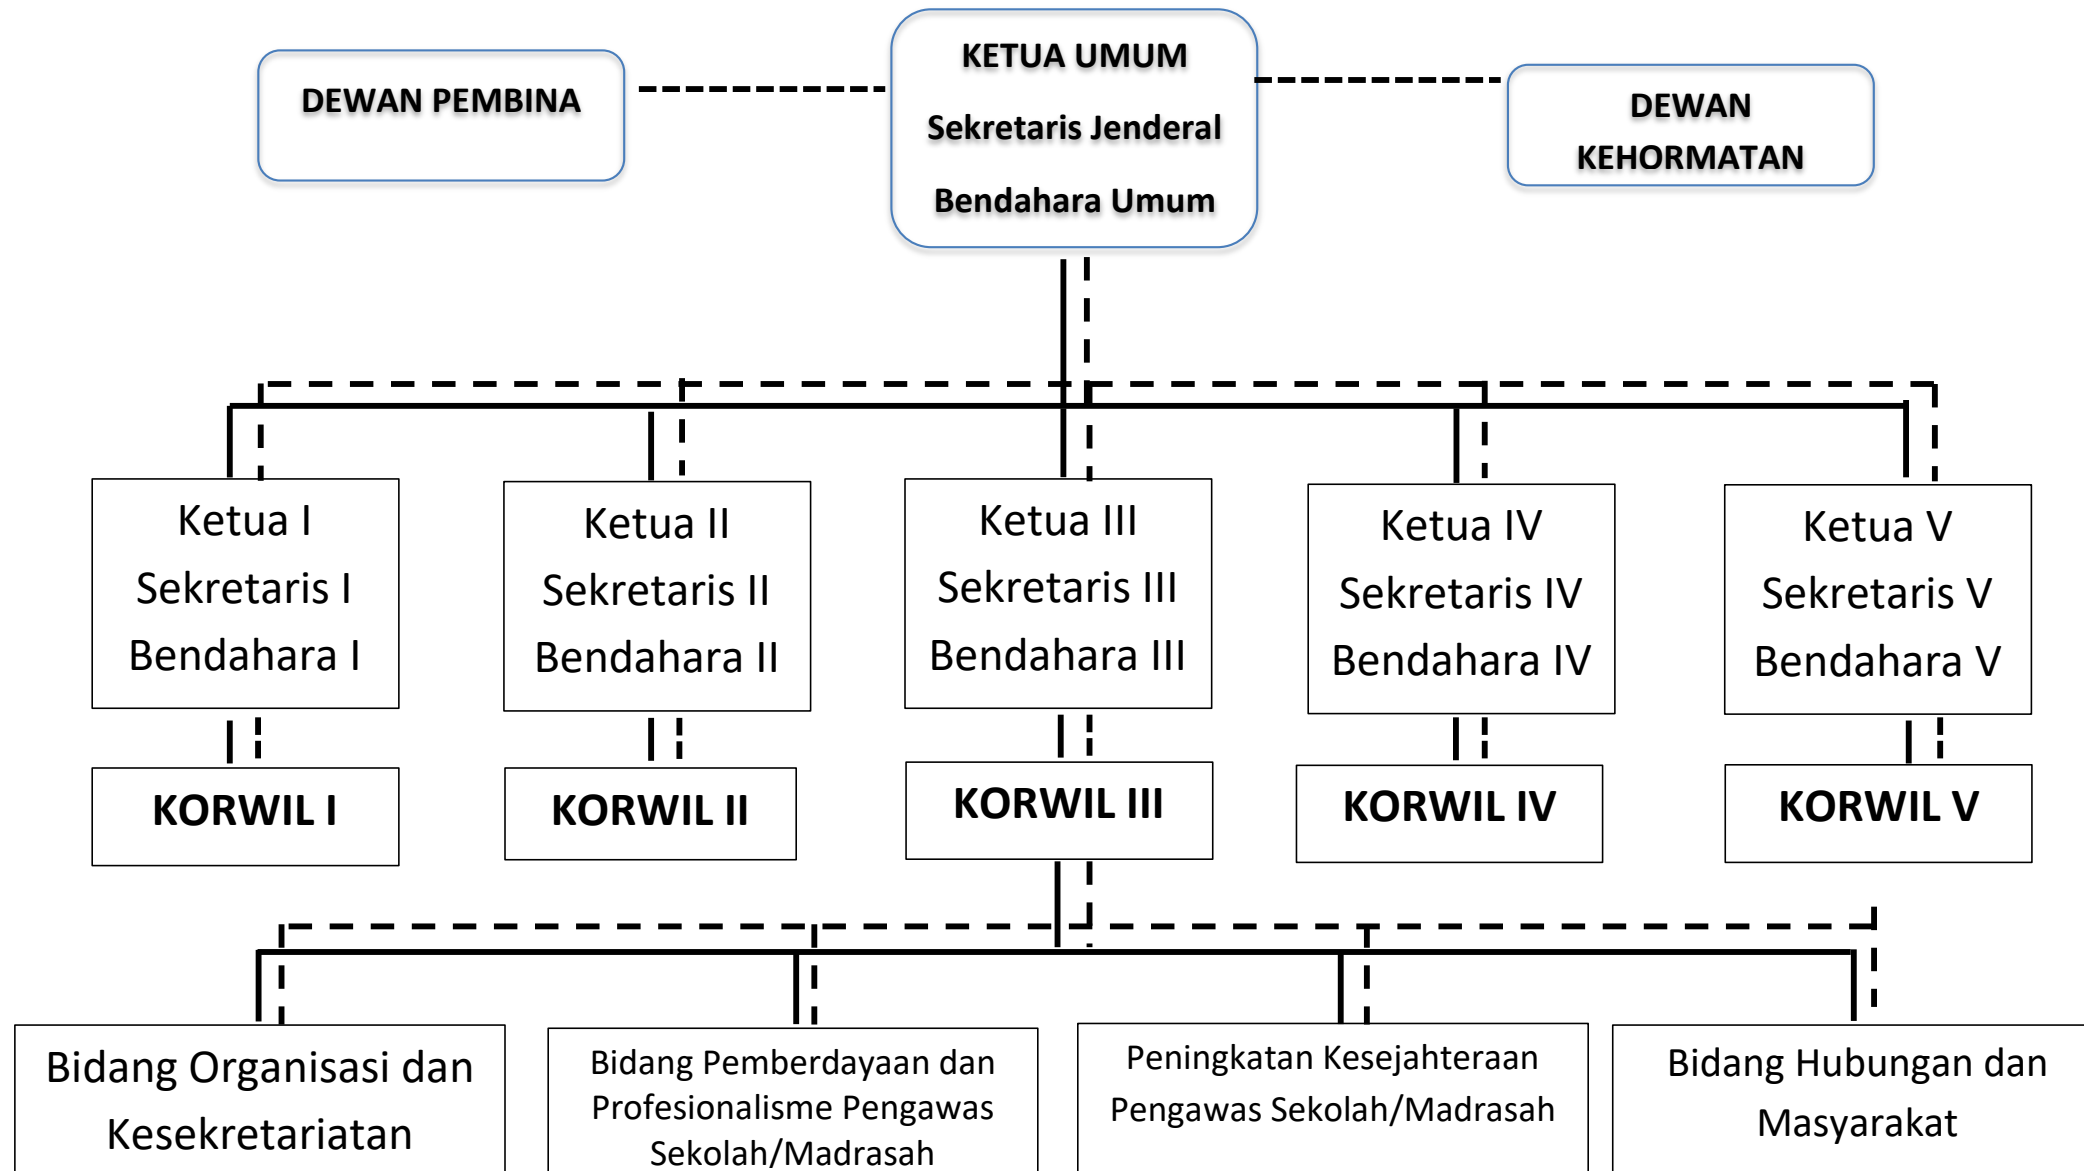 DEWAN PEMBINA
KETUA UMUM
Sekretaris Jenderal
Bendahara Umum
DEWAN
KEHORMATAN
Ketua I
Sekretaris I
Bendahara I
Ketua II
Sekretaris II
Bendahara II
Ketua III
Sekretaris III
Bendahara III
Ketua IV
Sekretaris IV
Bendahara IV
Ketua V
Sekretaris V
Bendahara V
KORWIL I
KORWIL II
KORWIL III
KORWIL IV
KORWIL V
Bidang Organisasi dan
Kesekretariatan
Bidang Pemberdayaan dan
Profesionalisme Pengawas
Sekolah/Madrasah
Peningkatan Kesejahteraan
Pengawas Sekolah/Madrasah
Bidang Hubungan dan
Masyarakat